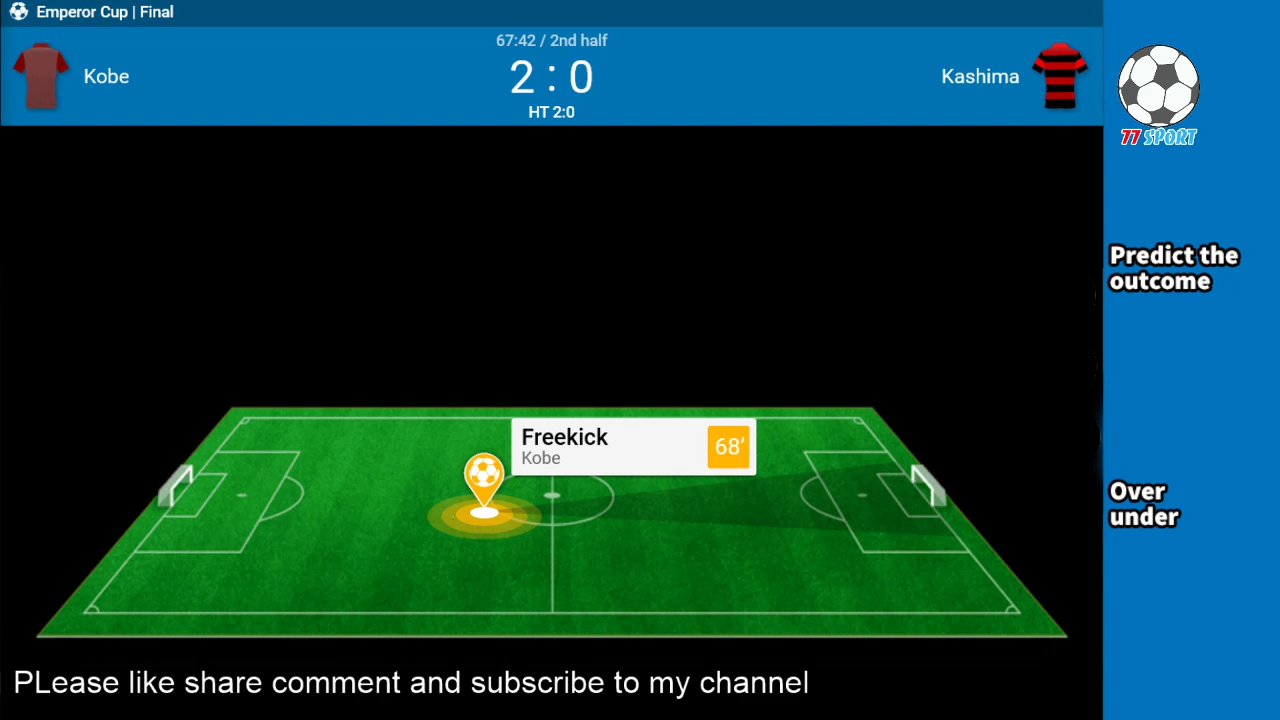 Emperor Cup | Final
67:42 / 2nd half
Kobe
2 : 0
Kashima
HT 2:0
77 SPORT
Predict the
outcome
Freekick
Kobe
68’
Over
under
PLease like share comment and subscribe to my channel